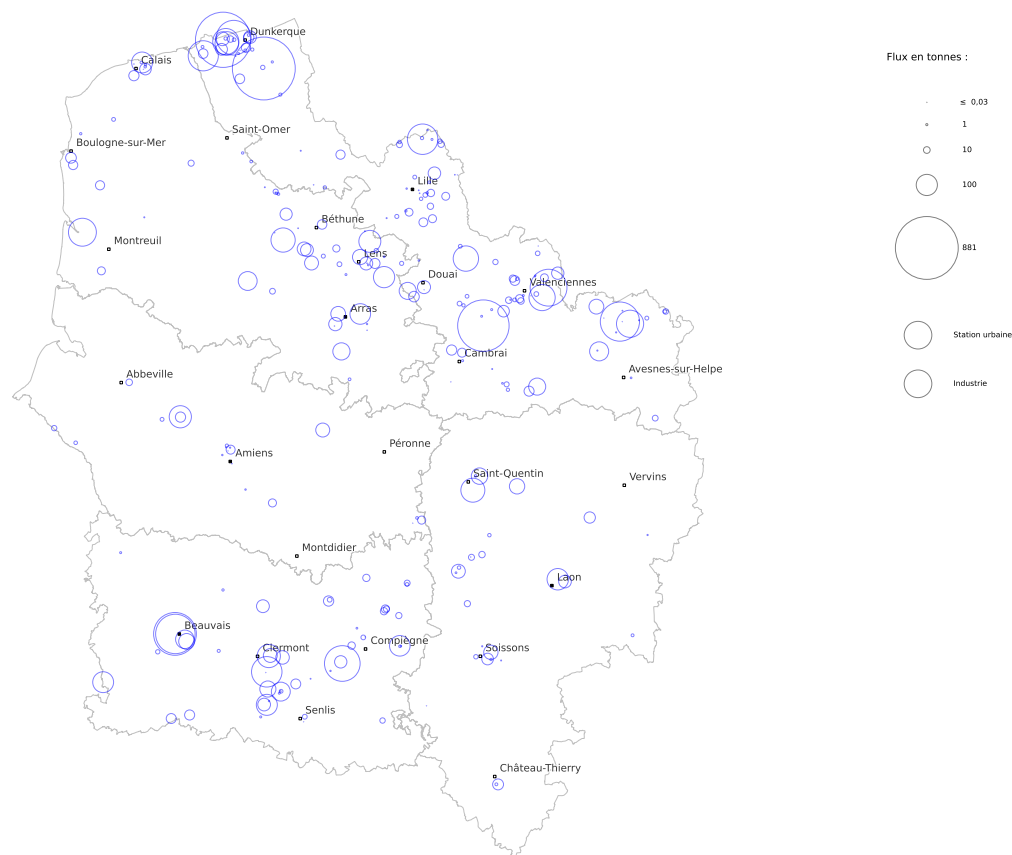 Dunkerque
Calais
Saint-Omer
Boulogne-sur-Mer
Lille
Béthune
Montreuil
Lens
Douai
Valenciennes
Arras
Cambrai
Avesnes-sur-Helpe
Abbeville
Amiens
Péronne
Saint-Quentin
Vervins
Montdidier
Laon
Beauvais
Clermont
Compiègne
Soissons
Senlis
Château-Thierry
Flux en tonnes :
≤ 0,03
1
10
100
881
Station urbaine
Industrie